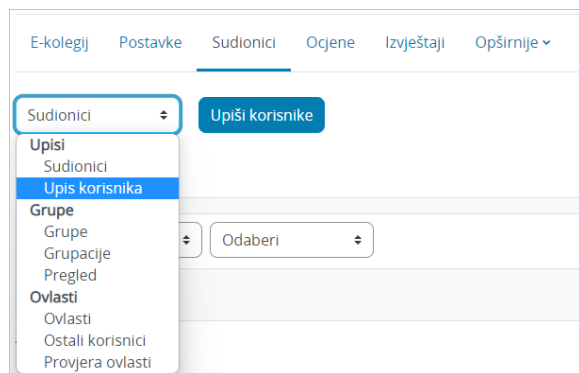 E-kolegij Postavke Sudionici Ocjene Izvještaji Opširnije
Sudionici Upiši korisnike
Upisi
Sudionici
Upis korisnika
Grupe
Grupe
Odaberi
Grupacije
Pregled
Ovlasti
Ovlasti
Ostali korisnici
Provjera ovlasti